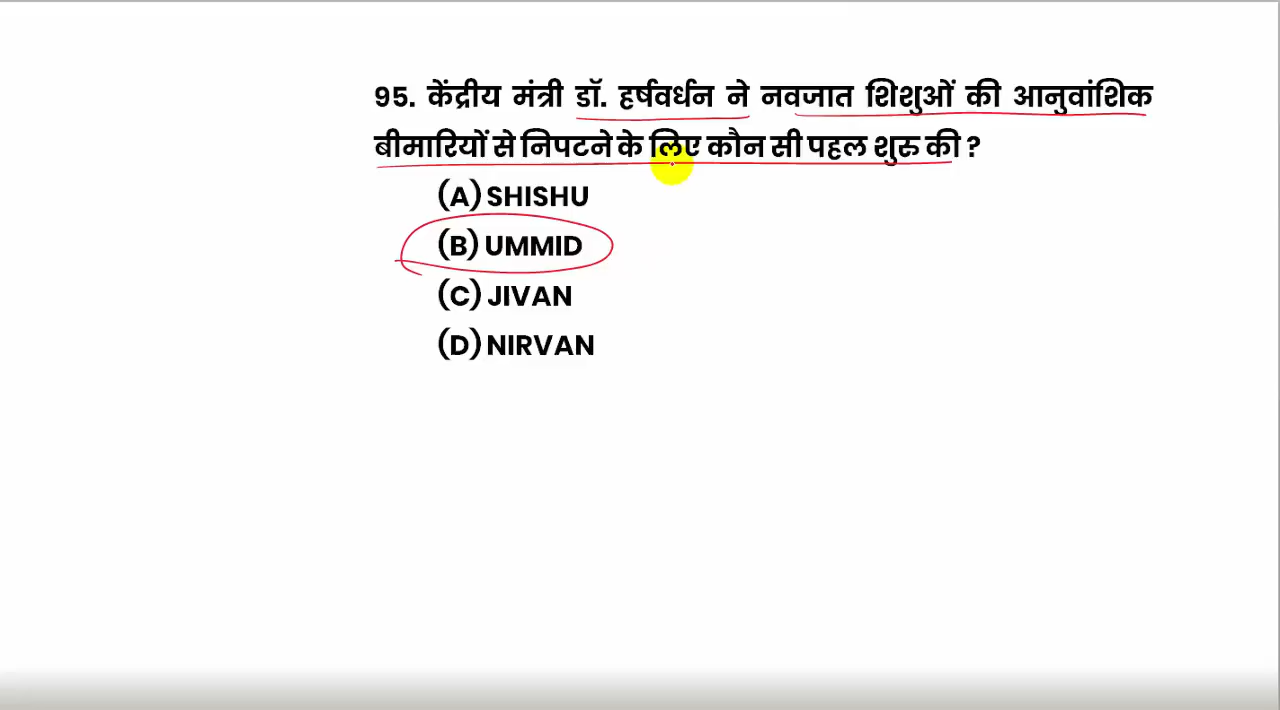 95. केंद्रीय मंत्री डॉ. हर्षवर्धन ने नवजात शिशुओं की आनुवांशिक
बीमारियों से निपटने के लिए कौन सी पहल शुरु की ?
(A) SHISHU
(B) UMMID
(C) JIVAN
(D) NIRVAN